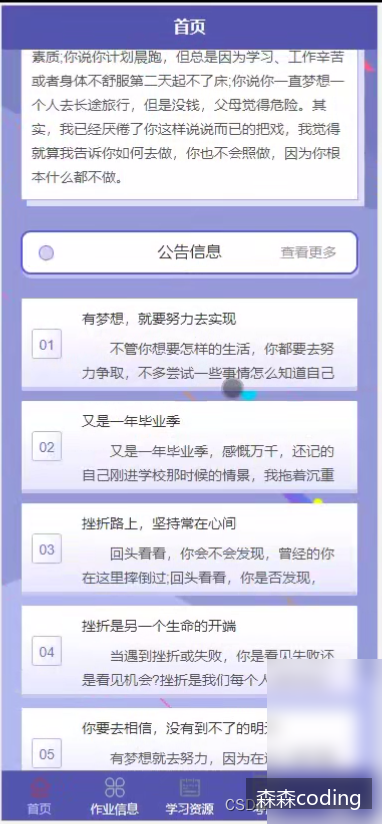 首页
素质;你说你计划晨跑，但总是因为学习、工作辛苦
或者身体不舒服第二天起不了床;你说你一直梦想一
个人去长途旅行，但是没钱，父母觉得危险。其
实，我已经厌倦了你这样说说而已的把戏，我觉得
就算我告诉你如何去做，你也不会照做，因为你根
本什么都不做。
公告信息
查看更多
01
有梦想，就要努力去实现
不管你想要怎样的生活，你都要去努
力争取，不多尝试一些事情怎么知道自己
02
又是一年毕业季
又是一年毕业季，感慨万千，还记的
自己刚进学校那时候的情景，我拖着沉重
03
挫折路上，坚持常在心间
回头看看，你会不会发现，曾经的你
在这里摔倒过;回头看看，你是否发现，
04
挫折是另一个生命的开端
当遇到挫折或失败，你是看见失败还
是看见机会?挫折是我们每个人
05
你要去相信，没有到不了的明
有梦想就去努力，因为在
首页
作业信息
学习资源
CSD
森森coding